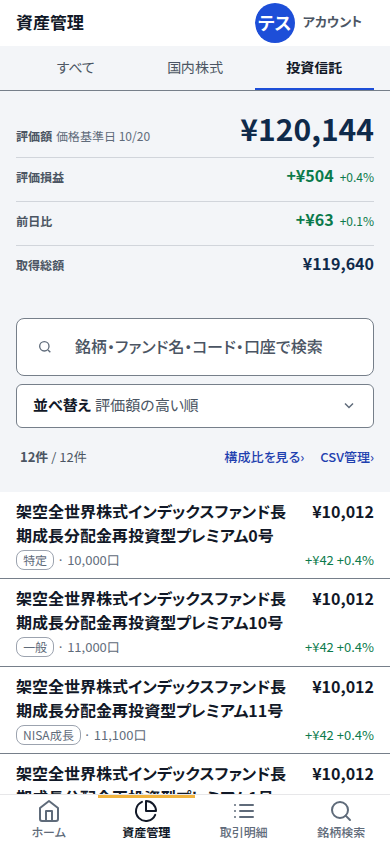 資産管理
テス アカウント
すべて 国内株式 投資信託
評価額 価格基準日 10/20 ¥120,144
評価損益 +¥504 +0.4%
前日比 +¥63 +0.1%
取得総額 ¥119,640
銘柄・ファンド名・コード・口座で検索
並べ替え 評価額の高い順
12件 / 12件 構成比を見る› CSV管理›
架空全世界株式インデックスファンド長 ¥10,012
期成長分配金再投資型プレミアム0号
特定 · 10,000口 +¥42 +0.4%
架空全世界株式インデックスファンド長 ¥10,012
期成長分配金再投資型プレミアム10号
一般 · 11,000口 +¥42 +0.4%
架空全世界株式インデックスファンド長 ¥10,012
期成長分配金再投資型プレミアム11号
NISA成長 · 11,100口 +¥42 +0.4%
架空全世界株式インデックスファンド長 ¥10,012
ホーム 資産管理 取引明細 銘柄検索